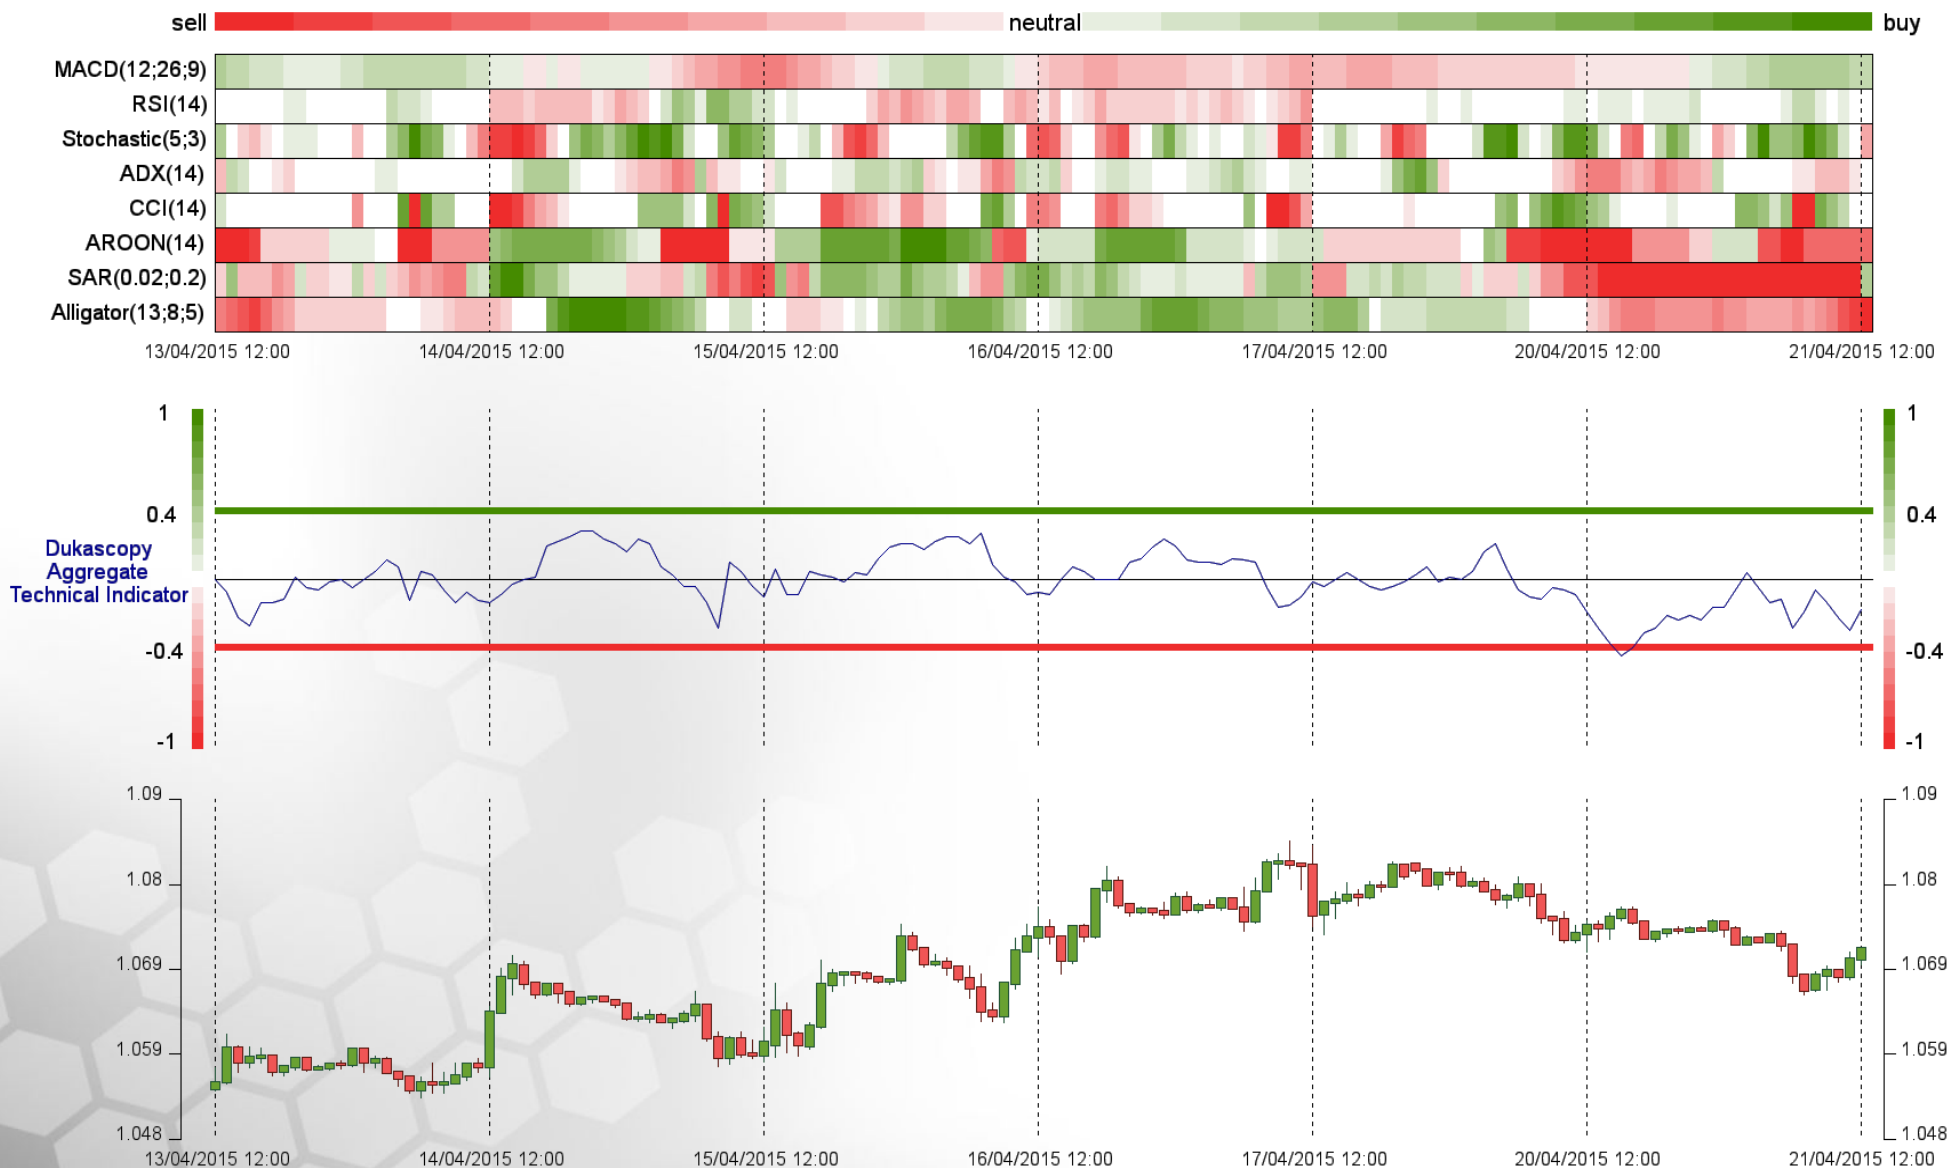 sell neutral buy
MACD(12;26;9)
RSI(14)
Stochastic(5;3)
ADX(14)
CCI(14)
AROON(14)
SAR(0.02;0.2)
Alligator(13;8;5)
13/04/2015 12:00 14/04/2015 12:00 15/04/2015 12:00 16/04/2015 12:00 17/04/2015 12:00 20/04/2015 12:00 21/04/2015 12:00
1 1
0.4 0.4
Dukascopy
Aggregate
Technical Indicator
-0.4 -0.4
-1 -1
1.09 1.09
1.08 1.08
1.069 1.069
1.059 1.059
1.048 1.048
13/04/2015 12:00 14/04/2015 12:00 15/04/2015 12:00 16/04/2015 12:00 17/04/2015 12:00 20/04/2015 12:00 21/04/2015 12:00